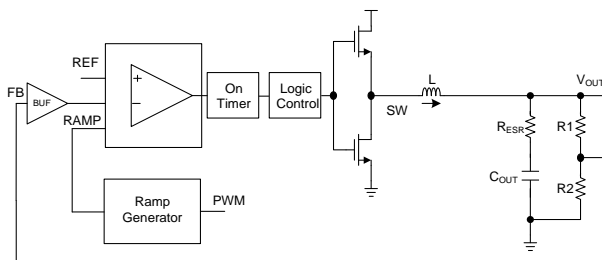 REF
FB
BUF
RAMP
+
−
On
Timer
Logic
Control
Ramp
Generator
PWM
SW
L
VOUT
RESR
COUT
R1
R2